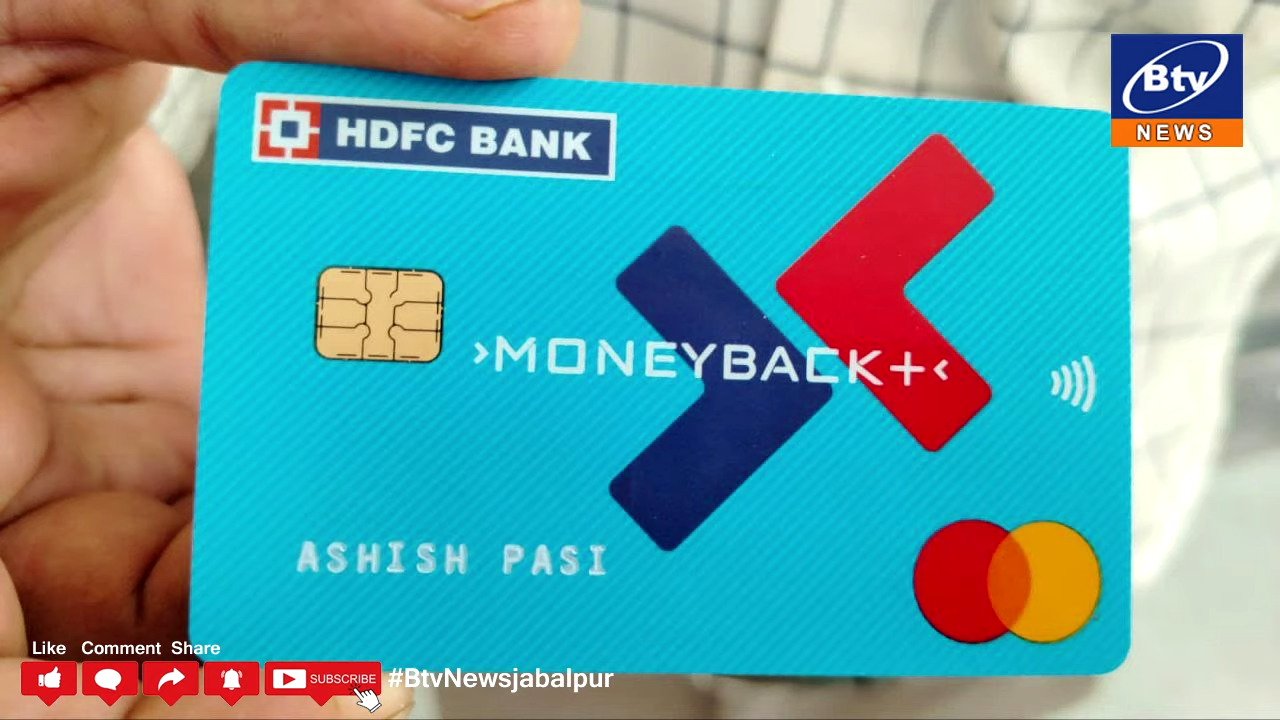 HDFC BANK
Btv
NEWS
›MONEYBACK+‹
ASHISH PASI
Like Comment Share
SUBSCRIBE
#BtvNewsjabalpur